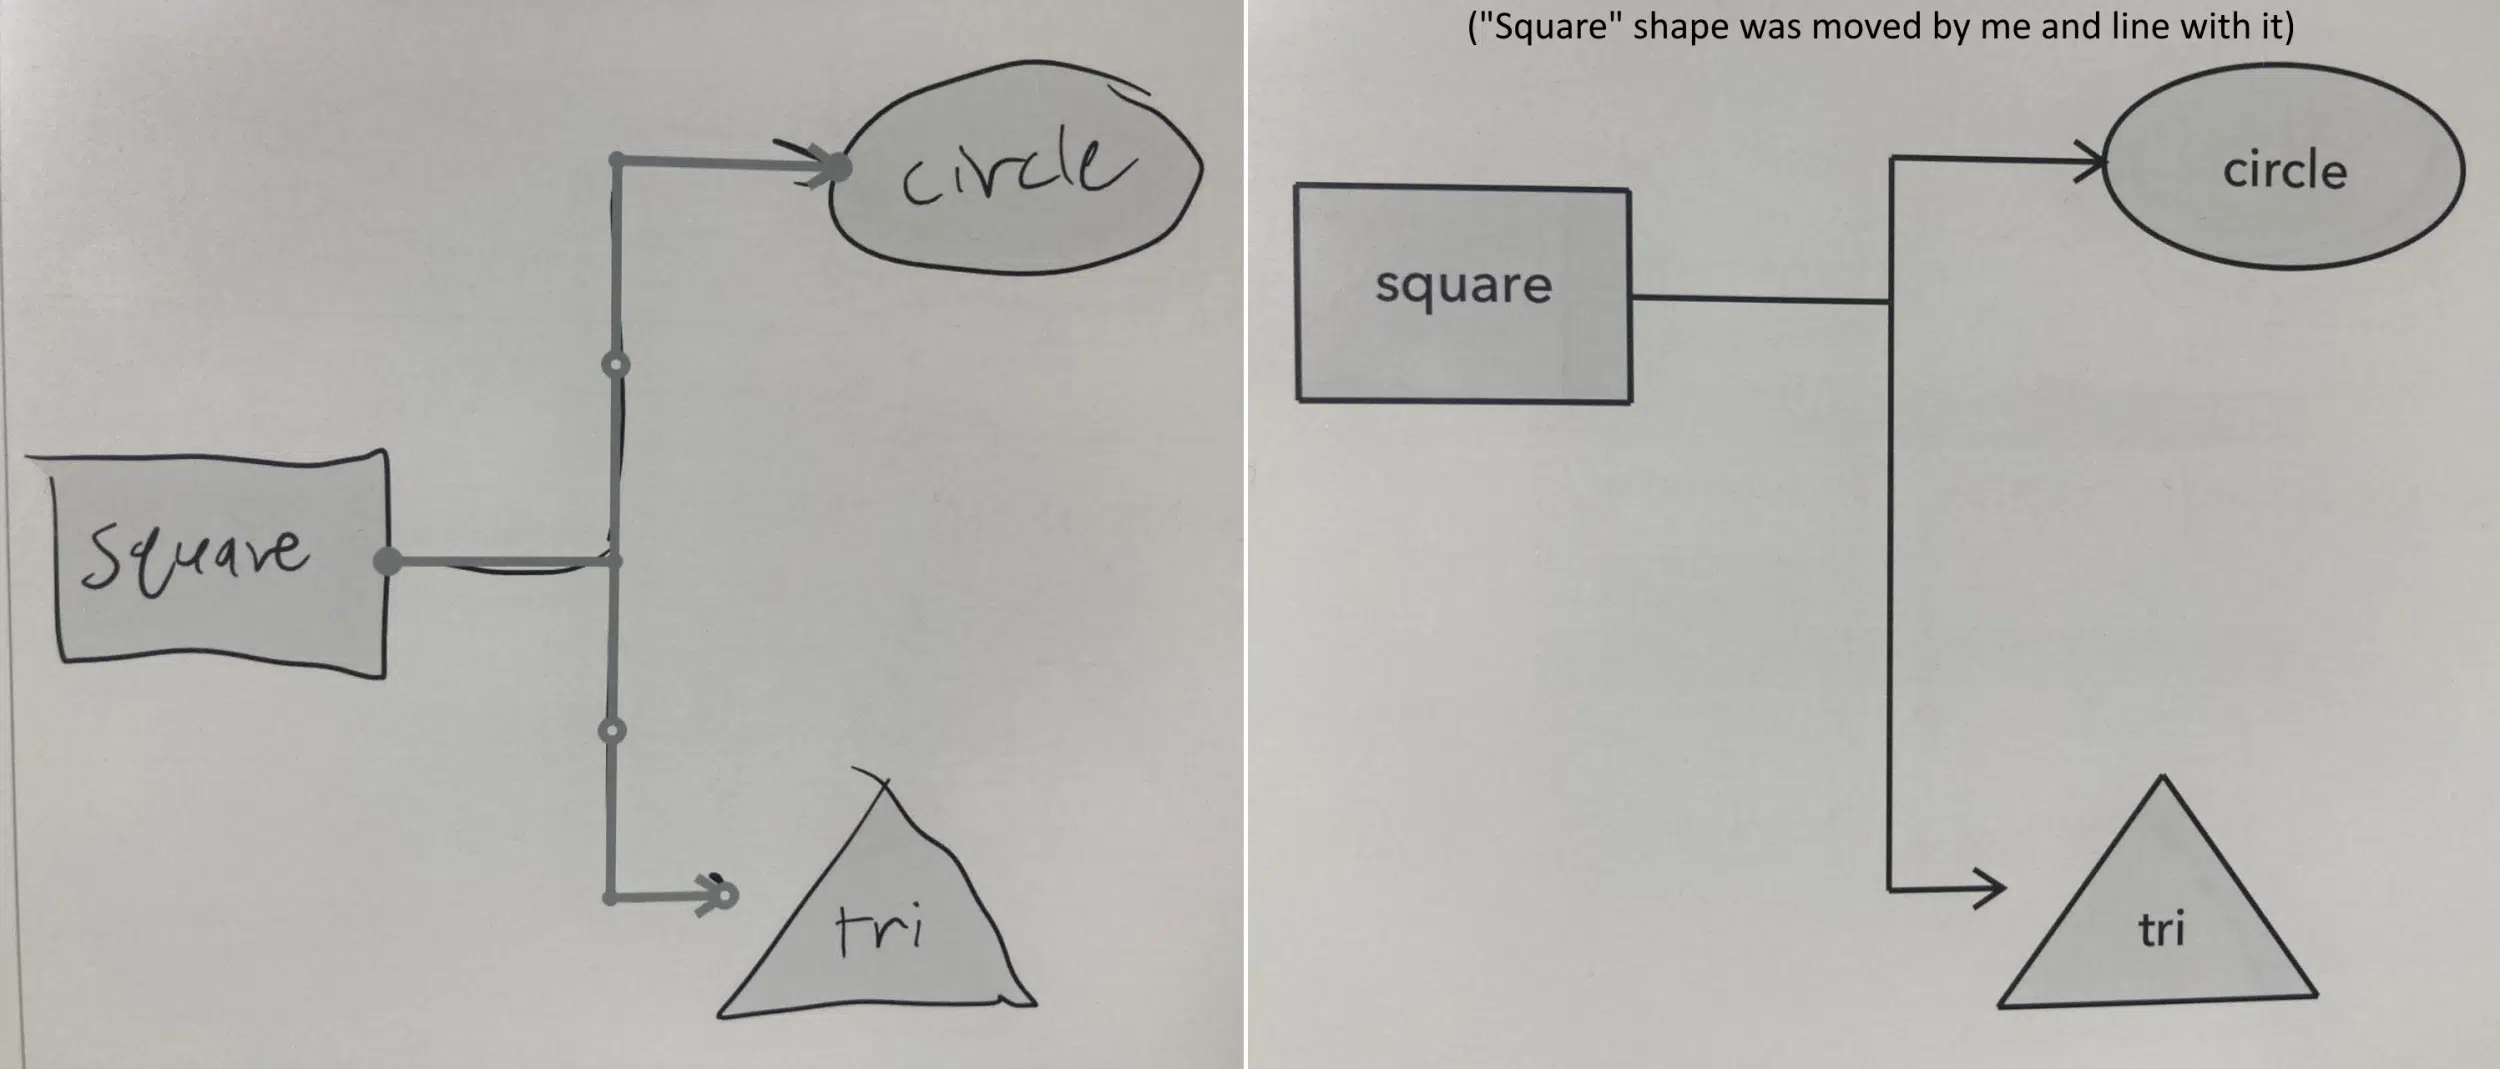 circle
square
tri
("Square" shape was moved by me and line with it)
circle
square
tri